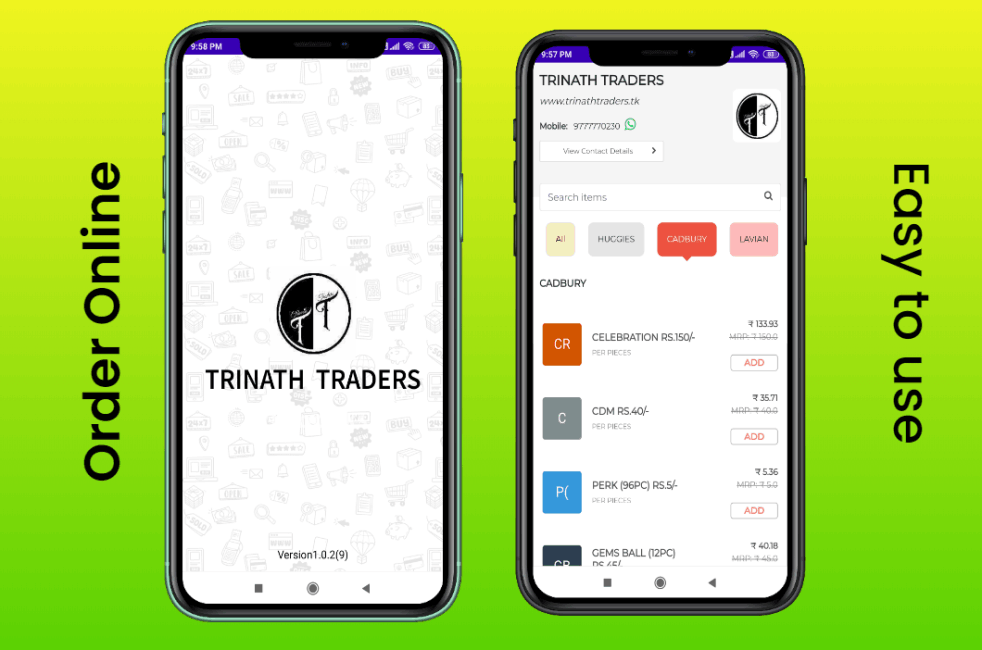 Order Online
9:58 PM
83
TRINATH TRADERS
Version1.0.2(9)
9:57 PM
83
TRINATH TRADERS
www.trinathtraders.tk
Mobile: 9777770230
View Contact Details
Search items
All
HUGGIES
CADBURY
LAVIAN
CADBURY
CR
CELEBRATION RS.150/-
PER PIECES
₹ 133.93
MRP: ₹ 150.0
ADD
C
CDM RS.40/-
PER PIECES
₹ 35.71
MRP: ₹ 40.0
ADD
P(
PERK (96PC) RS.5/-
PER PIECES
₹ 5.36
MRP: ₹ 5.0
ADD
GEMS BALL (12PC)
RS.45/-
₹ 40.18
MRP: ₹ 45.0
Easy to use